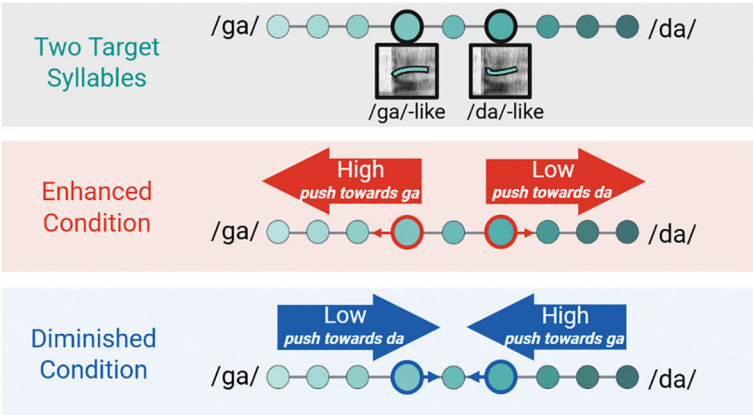 /ga/ /da/
Two Target
Syllables
/ga/-like /da/-like
High Low
push towards ga push towards da
Enhanced
Condition
/ga/ /da/
Low High
push towards da push towards ga
Diminished
Condition
/ga/ /da/